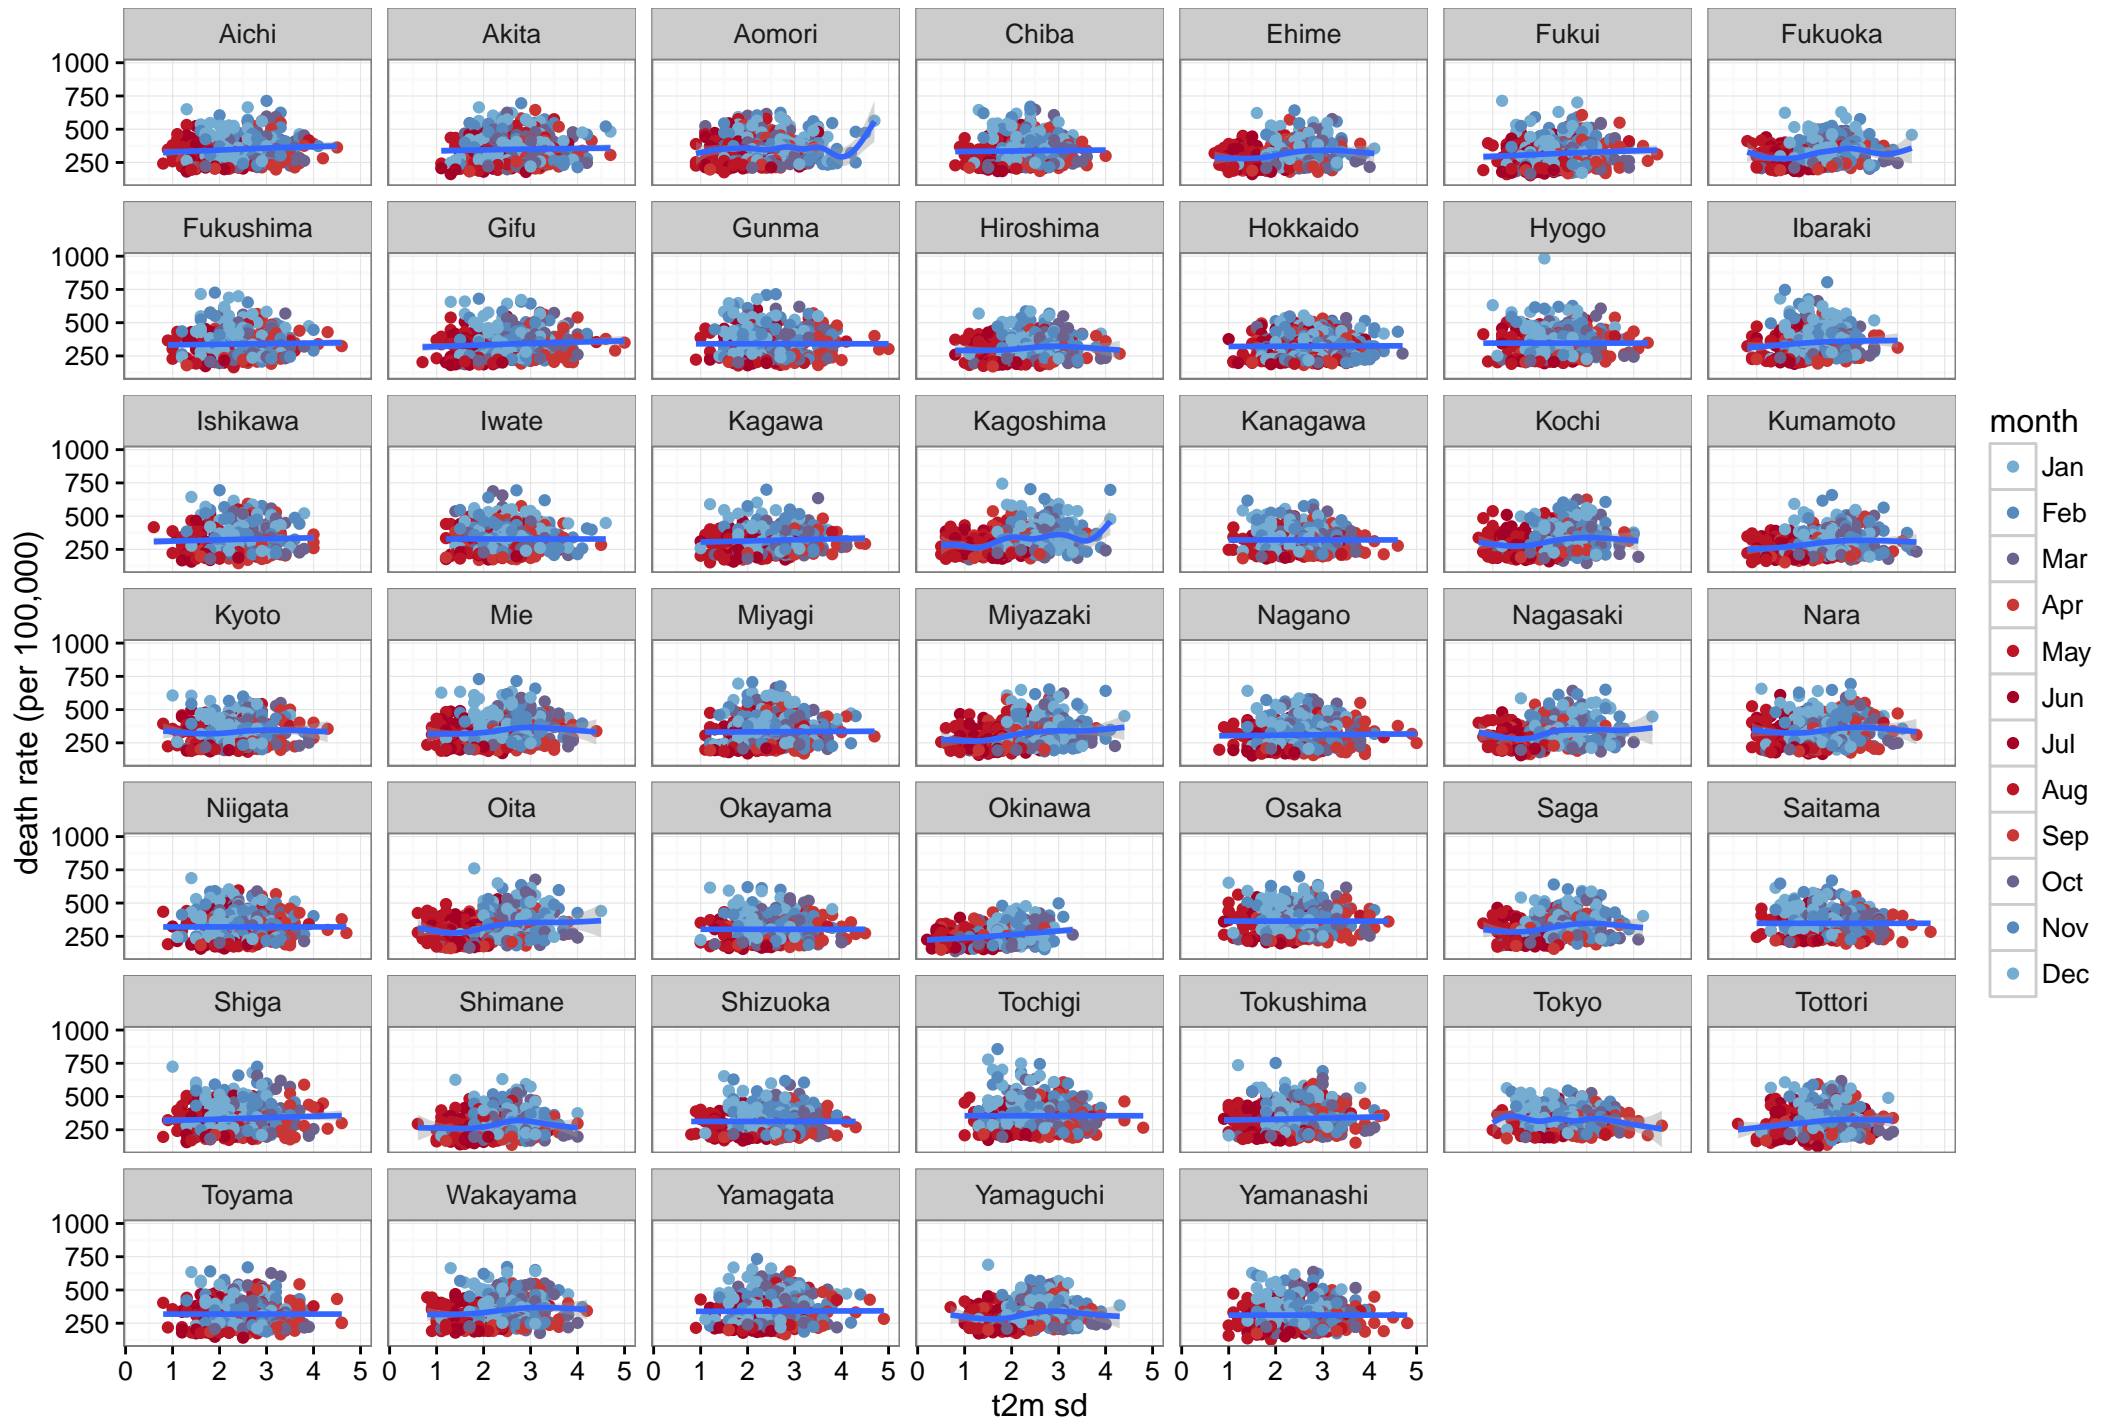 Aichi Akita Aomori Chiba Ehime Fukui Fukuoka
1000
750
500
250
Fukushima Gifu Gunma Hiroshima Hokkaido Hyogo Ibaraki
1000
750
500
250
Ishikawa Iwate Kagawa Kagoshima Kanagawa Kochi Kumamoto
1000
750
500
250
Kyoto Mie Miyagi Miyazaki Nagano Nagasaki Nara
1000
750
500
250
Niigata Oita Okayama Okinawa Osaka Saga Saitama
1000
750
500
250
Shiga Shimane Shizuoka Tochigi Tokushima Tokyo Tottori
1000
750
500
250
Toyama Wakayama Yamagata Yamaguchi Yamanashi
1000
750
500
250
0 1 2 3 4 5 0 1 2 3 4 5 0 1 2 3 4 5 0 1 2 3 4 5 0 1 2 3 4 5
t2m sd
death rate (per 100,000)
month
Jan
Feb
Mar
Apr
May
Jun
Jul
Aug
Sep
Oct
Nov
Dec